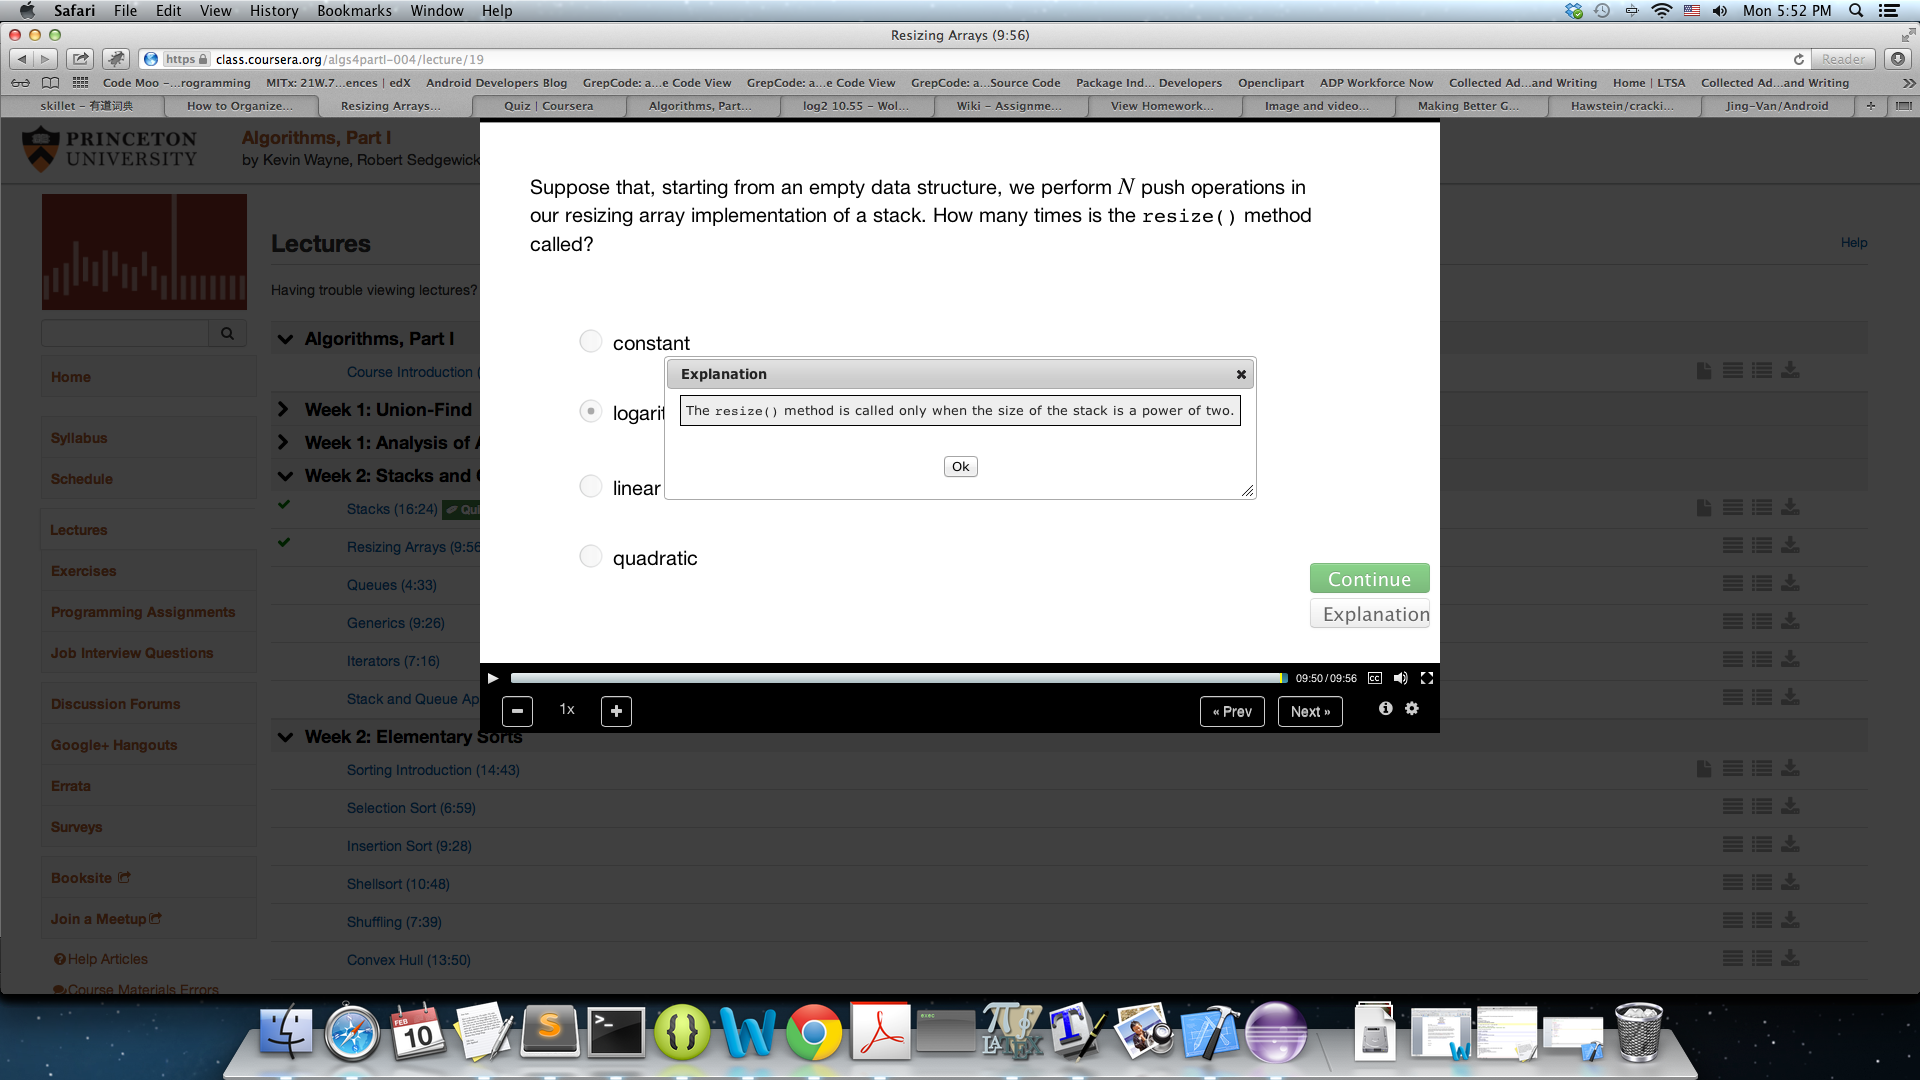 Safari File Edit View History Bookmarks Window Help
Mon 5:52 PM
Resizing Arrays (9:56)
https class.coursera.org/algs4partI-004/lecture/19
Reader
Code Moo –...rogramming MITx: 21W.7...ences | edX Android Developers Blog GrepCode: a...e Code View GrepCode: a...e Code View GrepCode: a...Source Code Package Ind... Developers Openclipart ADP Workforce Now Collected Ad...and Writing Home | LTSA Collected Ad...and Writing
skillet – 有道词典 How to Organize... Resizing Arrays... Quiz | Coursera Algorithms, Part... log2 10.55 – Wol... Wiki – Assignme... View Homework... Image and video... Making Better G... Hawstein/cracki... Jing-Van/Android
PRINCETON
UNIVERSITY
Algorithms, Part I
by Kevin Wayne, Robert Sedgewick
Home
Syllabus
Schedule
Lectures
Exercises
Programming Assignments
Job Interview Questions
Discussion Forums
Google+ Hangouts
Errata
Surveys
Booksite
Join a Meetup
Help Articles
Course Materials Errors
Lectures
Help
Having trouble viewing lectures?
Algorithms, Part I
Course Introduction (
Week 1: Union-Find
Week 1: Analysis of A
Week 2: Stacks and
Stacks (16:24) Qui
Resizing Arrays (9:56
Queues (4:33)
Generics (9:26)
Iterators (7:16)
Stack and Queue Ap
Week 2: Elementary Sorts
Sorting Introduction (14:43)
Selection Sort (6:59)
Insertion Sort (9:28)
Shellsort (10:48)
Shuffling (7:39)
Convex Hull (13:50)
Suppose that, starting from an empty data structure, we perform N push operations in
our resizing array implementation of a stack. How many times is the resize() method
called?
constant
logarit
linear
quadratic
Explanation
The resize() method is called only when the size of the stack is a power of two.
Ok
Continue
Explanation
09:50/09:56 CC
1x
« Prev Next »
FEB
10
exec
LATEX